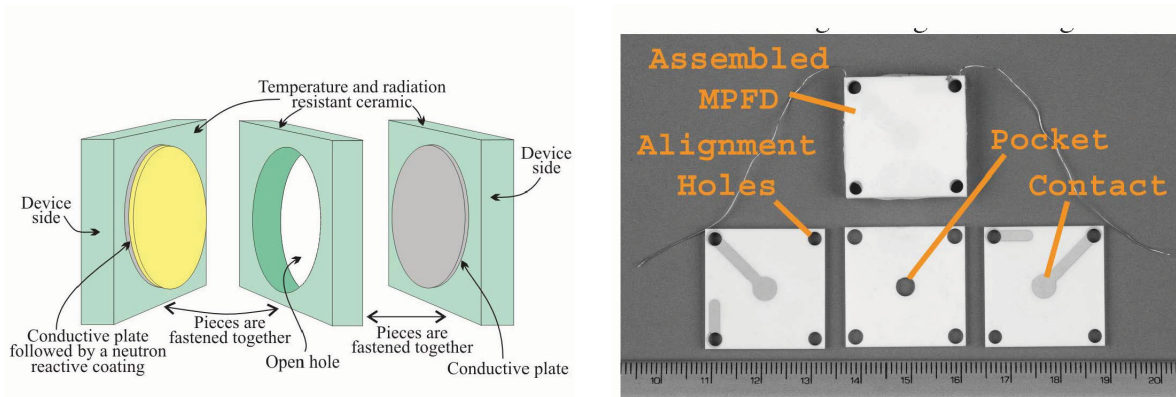 Temperature and radiation
resistant ceramic
Device
side
Device
side
Conductive plate
followed by a neutron
reactive coating
Pieces are
fastened together
Open hole
Pieces are
fastened together
Conductive plate
Assembled
MPFD
Alignment
Holes
Pocket
Contact
10 11 12 13 14 15 16 17 18 19 20